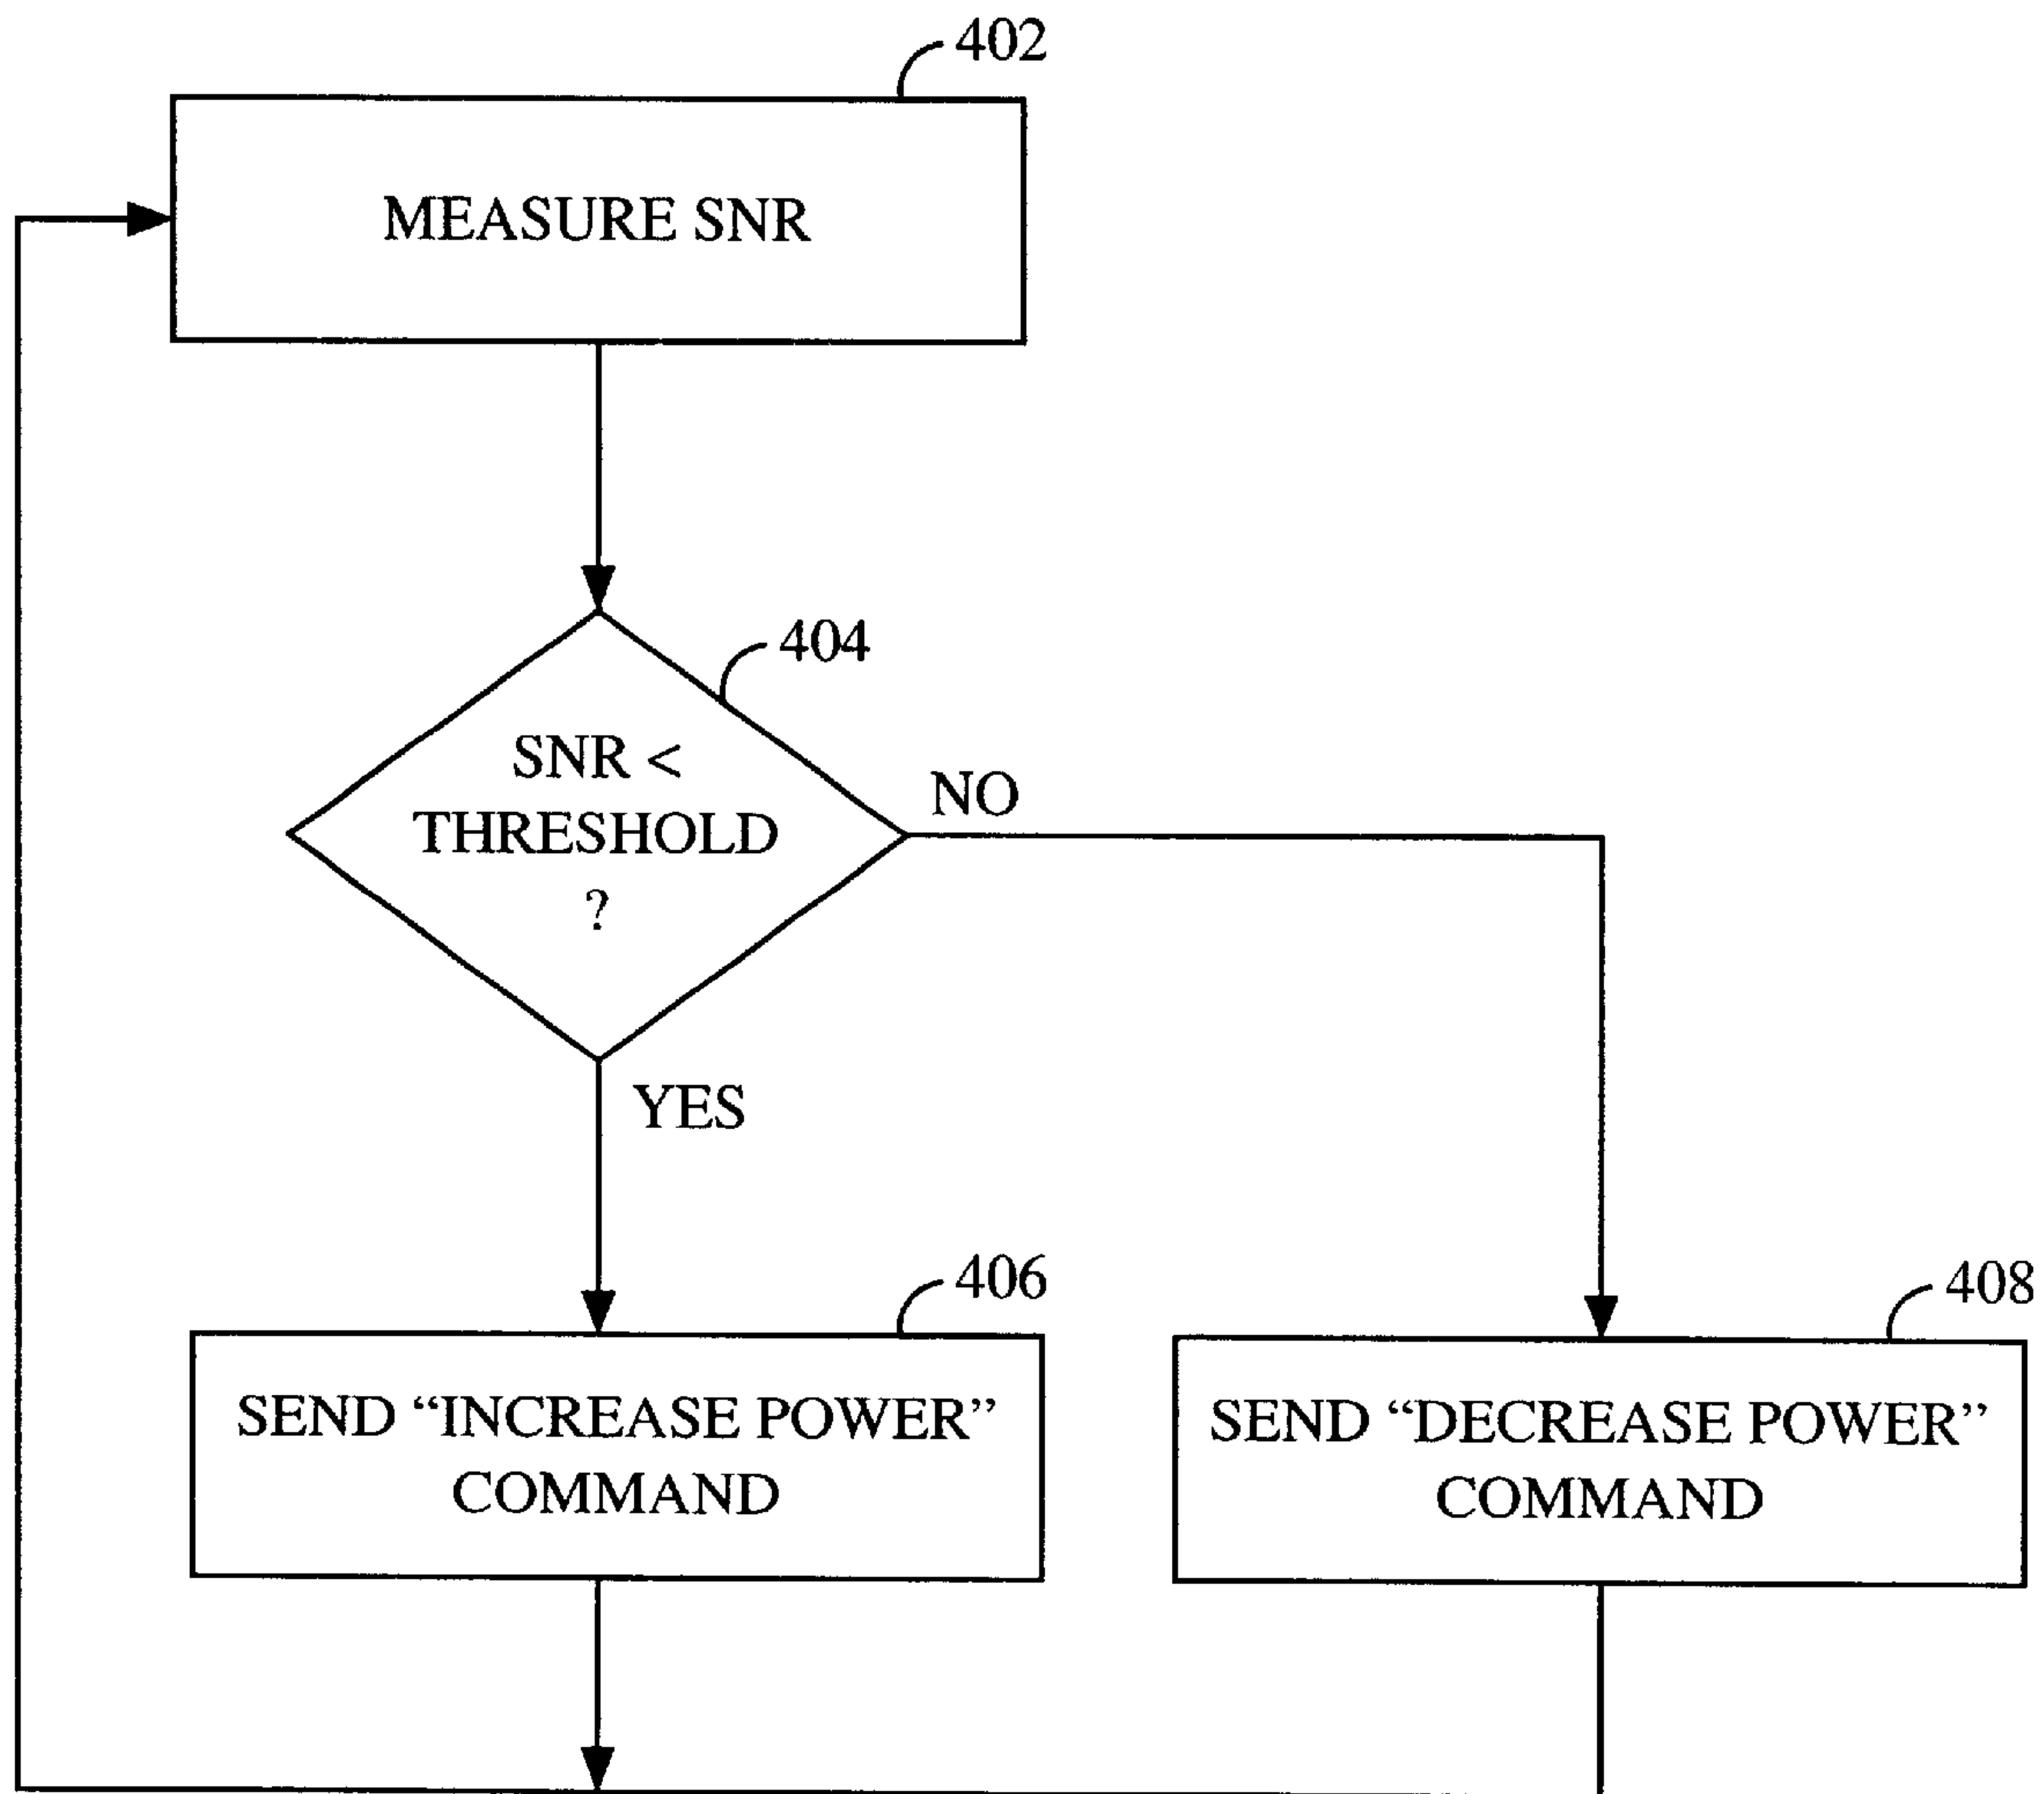 402
MEASURE SNR
404
SNR <
THRESHOLD
?
NO
YES
406
SEND “INCREASE POWER”
COMMAND
408
SEND “DECREASE POWER”
COMMAND